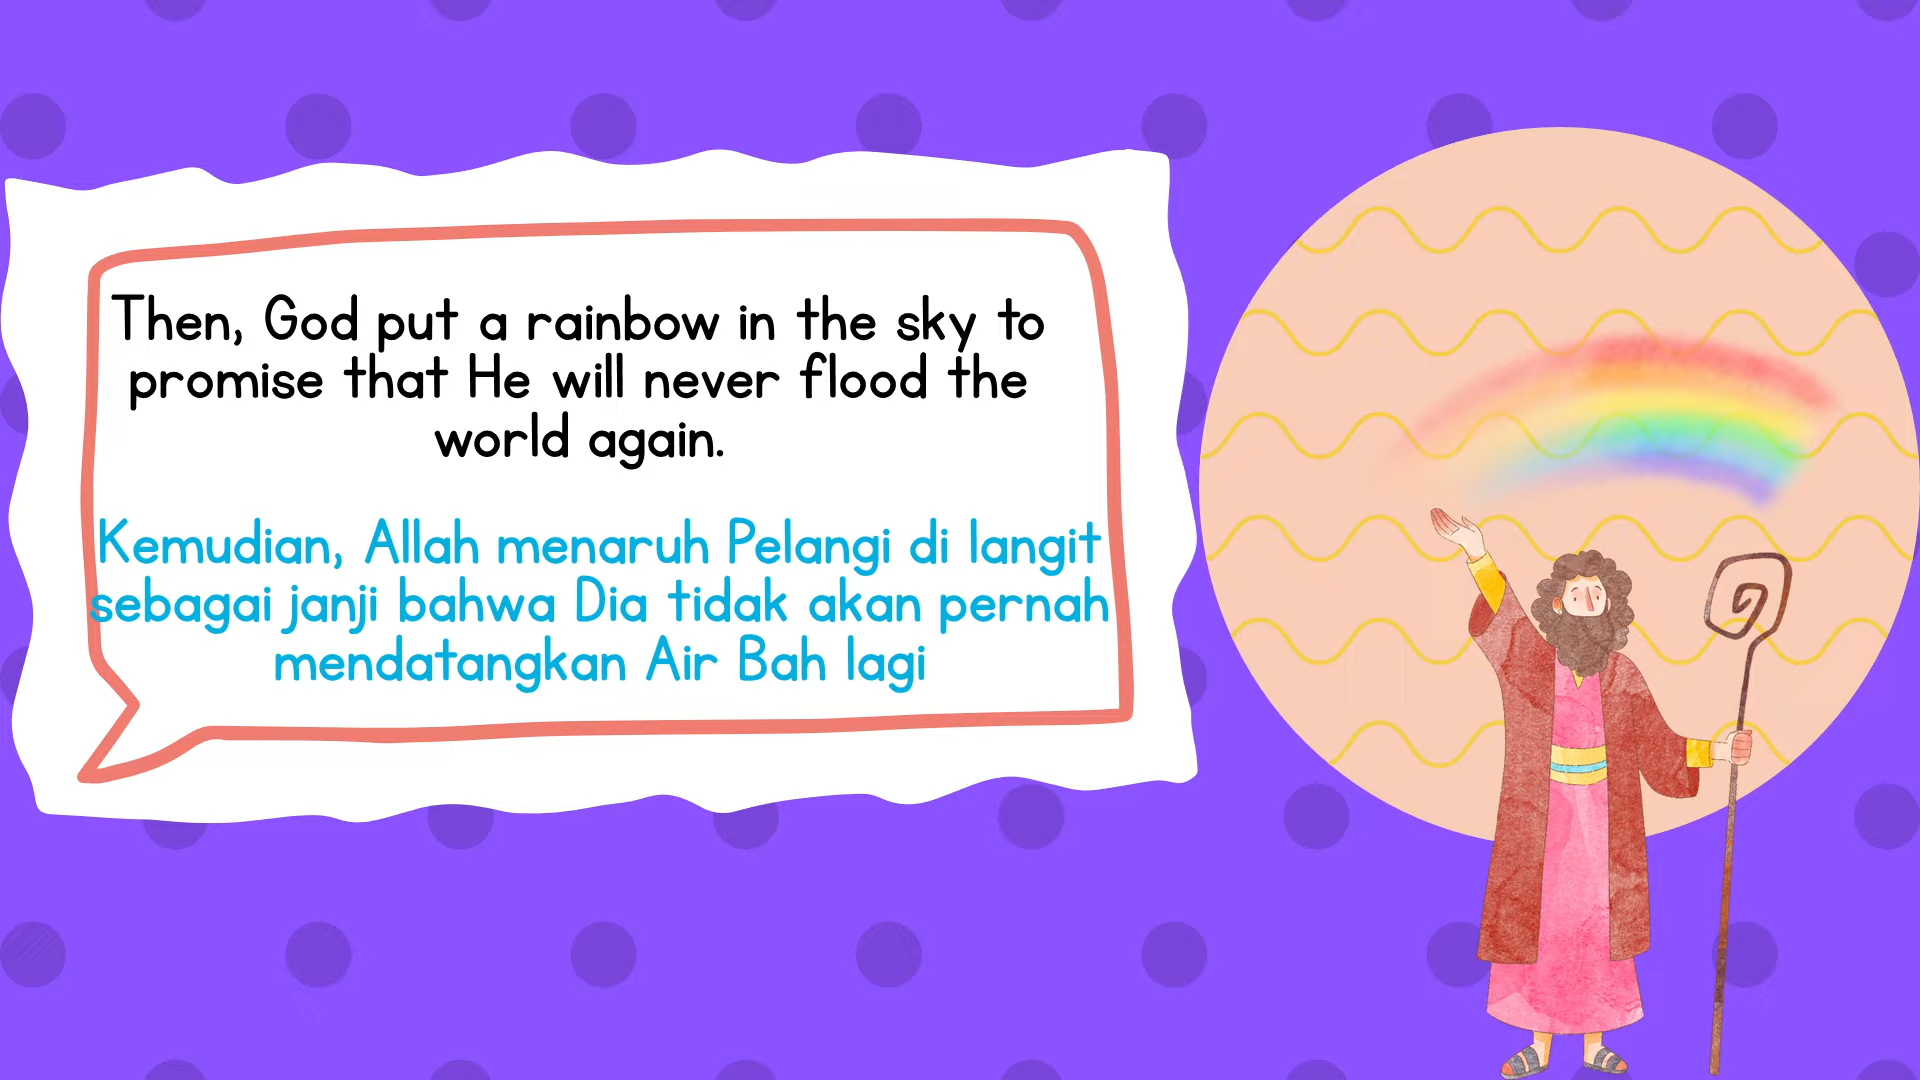 Then, God put a rainbow in the sky to
promise that He will never flood the
world again.
Kemudian, Allah menaruh Pelangi di langit
sebagai janji bahwa Dia tidak akan pernah
mendatangkan Air Bah lagi